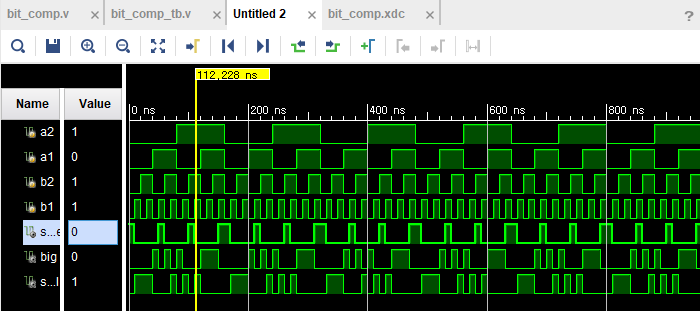 bit_comp.v × bit_comp_tb.v × Untitled 2 × bit_comp.xdc × ?
112,228 ns
Name Value 0 ns 200 ns 400 ns 600 ns 800 ns
a2 1
a1 0
b2 1
b1 1
s...e 0
big 0
s...l 1